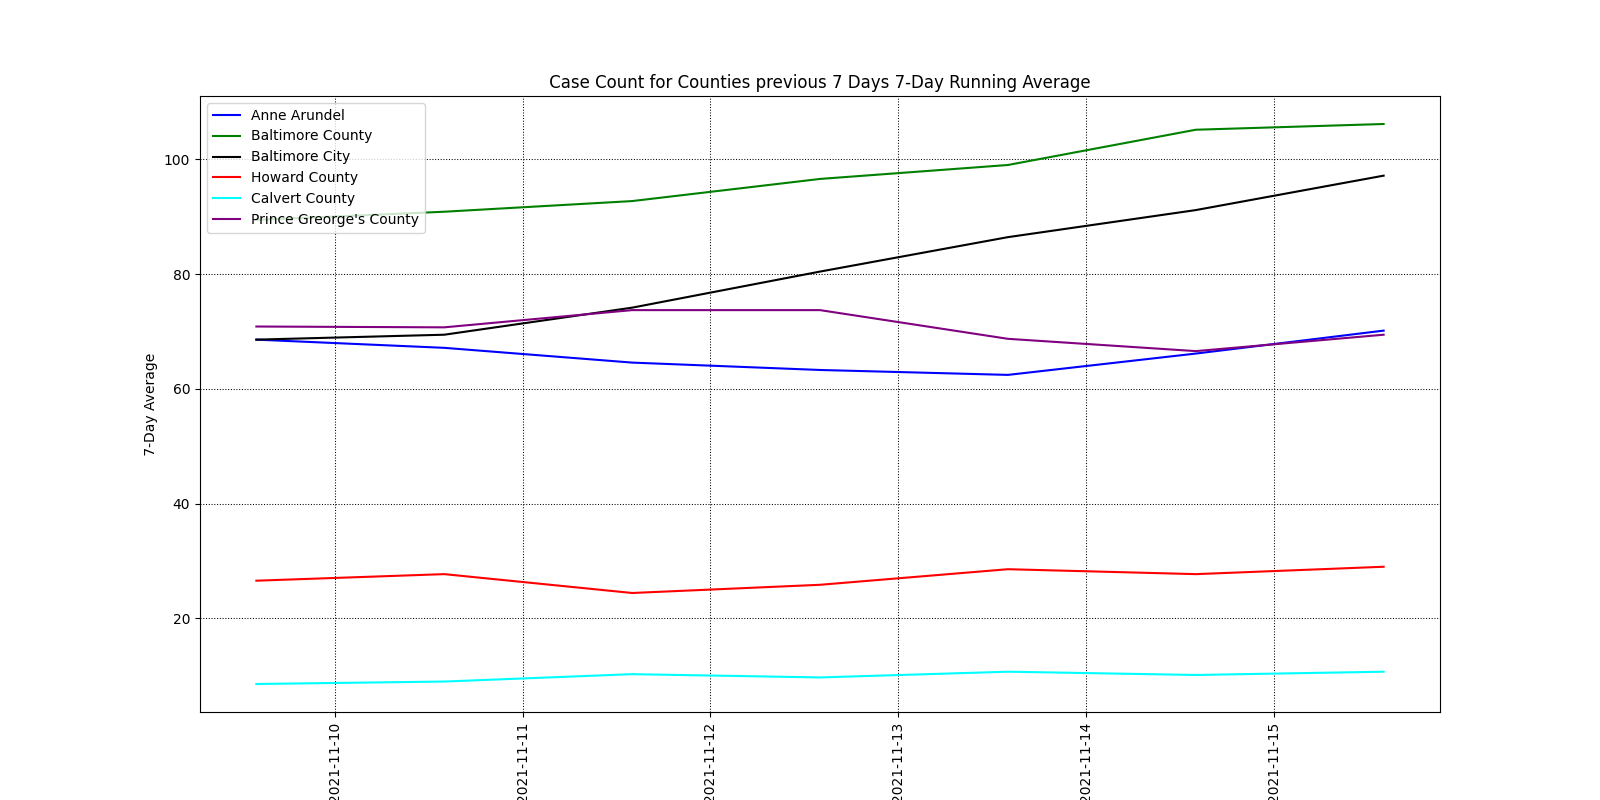 Case Count for Counties previous 7 Days 7-Day Running Average
Anne Arundel
Baltimore County
Baltimore City
Howard County
Calvert County
Prince Greorge's County
100
80
60
40
20
7-Day Average
2021-11-10
2021-11-11
2021-11-12
2021-11-13
2021-11-14
2021-11-15